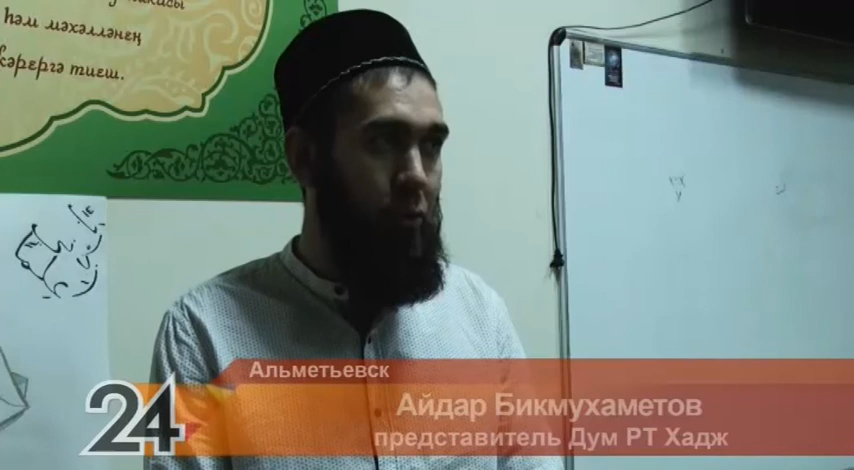 һәм мәхәлләнең
кәрергә тиеш.
Альметьевск
24
Айдар Бикмухаметов
представитель Дум РТ Хадж